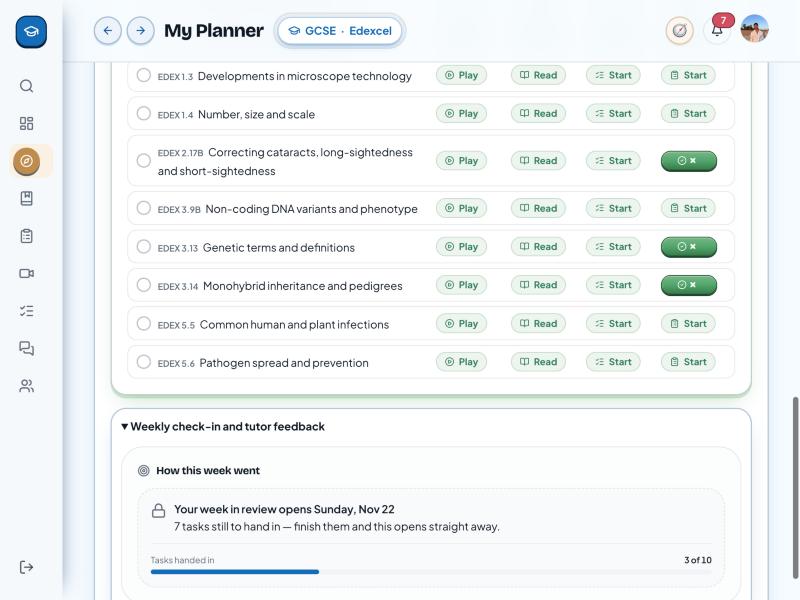 My Planner
GCSE · Edexcel
7
EDEX 1.3 Developments in microscope technology Play Read Start Start
EDEX 1.4 Number, size and scale Play Read Start Start
EDEX 2.17B Correcting cataracts, long-sightedness
and short-sightedness Play Read Start
EDEX 3.9B Non-coding DNA variants and phenotype Play Read Start Start
EDEX 3.13 Genetic terms and definitions Play Read Start
EDEX 3.14 Monohybrid inheritance and pedigrees Play Read Start
EDEX 5.5 Common human and plant infections Play Read Start Start
EDEX 5.6 Pathogen spread and prevention Play Read Start Start
Weekly check-in and tutor feedback
How this week went
Your week in review opens Sunday, Nov 22
7 tasks still to hand in — finish them and this opens straight away.
Tasks handed in 3 of 10